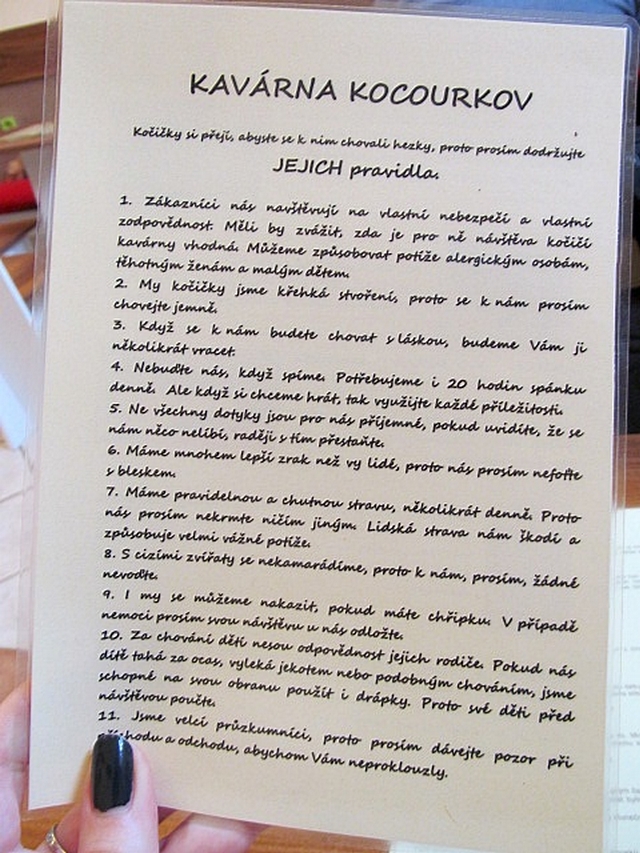 KAVÁRNA KOCOURKOV
Kočičky si přejí, abyste se k nim chovali hezky, proto prosím dodržujte
JEJICH pravidla.
1. Zákazníci nás navštěvují na vlastní nebezpečí a vlastní
zodpovědnost. Měli by zvážit, zda je pro ně návštěva kočičí
kavárny vhodná. Můžeme způsobovat potíže alergickým osobám,
těhotným ženám a malým dětem.
2. My kočičky jsme křehká stvoření, proto se k nám prosím
chovejte jemně.
3. Když se k nám budete chovat s láskou, budeme Vám ji
několikrát vracet.
4. Nebuďte nás, když spíme. Potřebujeme i 20 hodin spánku
denně. Ale když si chceme hrát, tak využijte každé příležitosti.
5. Ne všechny dotyky jsou pro nás příjemné, pokud uvidíte, že se
nám něco nelíbí, raději s tím přestaňte.
6. Máme mnohem lepší zrak než vy lidé, proto nás prosím nefoťte
s bleskem.
7. Máme pravidelnou a chutnou stravu, několikrát denně. Proto
nás prosím nekrmte ničím jiným. Lidská strava nám škodí a
způsobuje velmi vážné potíže.
8. S cizími zvířaty se nekamarádíme, proto k nám, prosím, žádné
nevoďte.
9. I my se můžeme nakazit, pokud máte chřipku. V případě
nemoci prosím svou návštěvu u nás odložte.
10. Za chování dětí nesou odpovědnost jejich rodiče. Pokud nás
dítě tahá za ocas, vyleká jekotem nebo podobným chováním, jsme
schopné na svou obranu použít i drápky. Proto své děti před
návštěvou poučte.
11. Jsme velcí průzkumníci, proto prosím dávejte pozor při
příchodu a odchodu, abychom Vám neproklouzly.